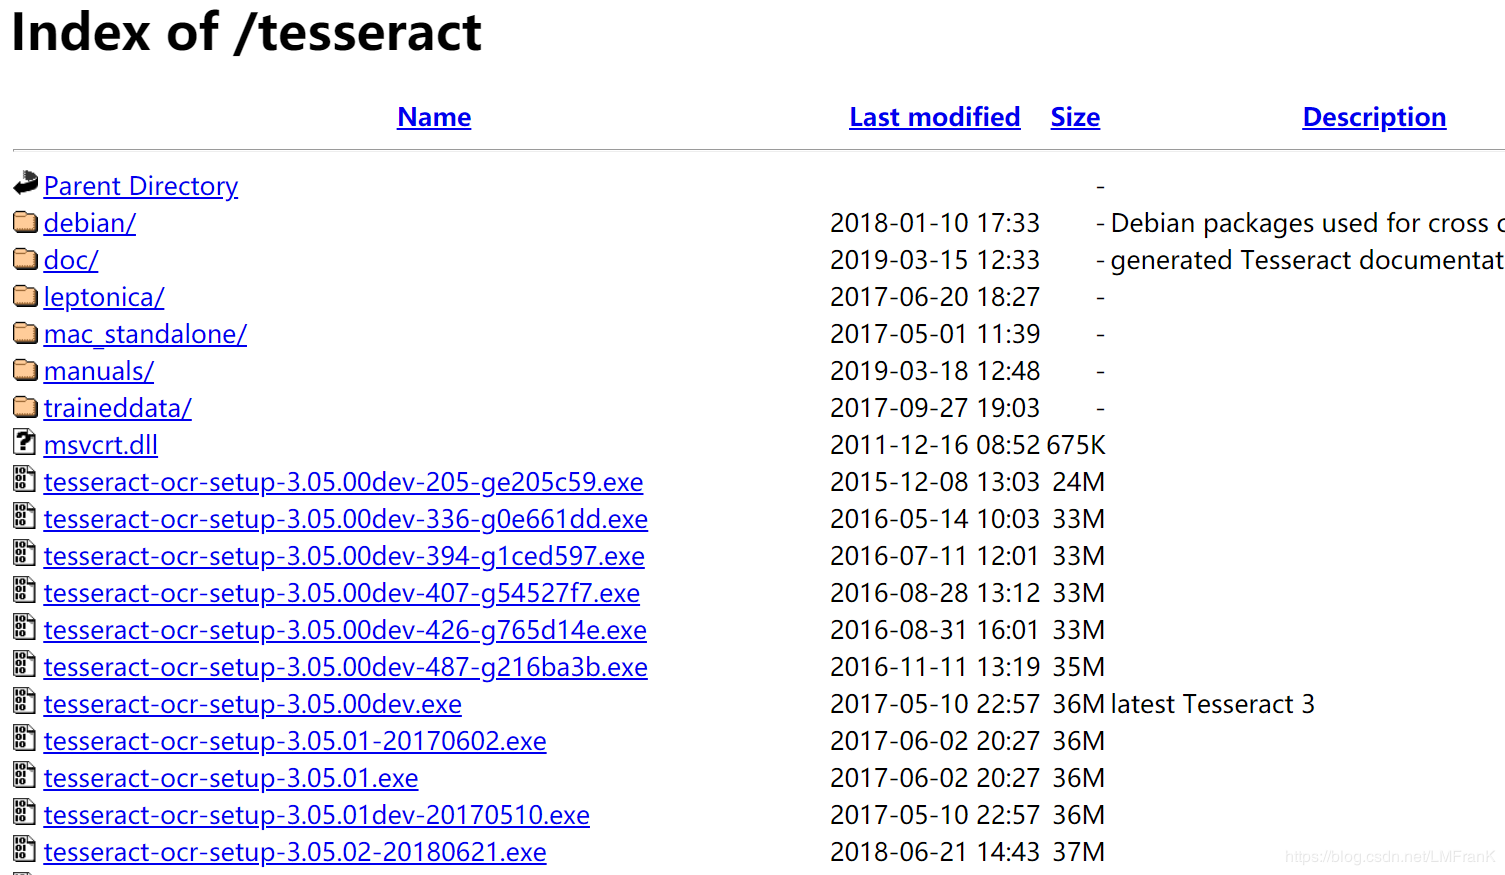 Index of /tesseract
Name Last modified Size Description
Parent Directory -
debian/ 2018-01-10 17:33 - Debian packages used for cross
doc/ 2019-03-15 12:33 - generated Tesseract documentat
leptonica/ 2017-06-20 18:27 -
mac_standalone/ 2017-05-01 11:39 -
manuals/ 2019-03-18 12:48 -
traineddata/ 2017-09-27 19:03 -
msvcrt.dll 2011-12-16 08:52 675K
tesseract-ocr-setup-3.05.00dev-205-ge205c59.exe 2015-12-08 13:03 24M
tesseract-ocr-setup-3.05.00dev-336-g0e661dd.exe 2016-05-14 10:03 33M
tesseract-ocr-setup-3.05.00dev-394-g1ced597.exe 2016-07-11 12:01 33M
tesseract-ocr-setup-3.05.00dev-407-g54527f7.exe 2016-08-28 13:12 33M
tesseract-ocr-setup-3.05.00dev-426-g765d14e.exe 2016-08-31 16:01 33M
tesseract-ocr-setup-3.05.00dev-487-g216ba3b.exe 2016-11-11 13:19 35M
tesseract-ocr-setup-3.05.00dev.exe 2017-05-10 22:57 36M latest Tesseract 3
tesseract-ocr-setup-3.05.01-20170602.exe 2017-06-02 20:27 36M
tesseract-ocr-setup-3.05.01.exe 2017-06-02 20:27 36M
tesseract-ocr-setup-3.05.01dev-20170510.exe 2017-05-10 22:57 36M
tesseract-ocr-setup-3.05.02-20180621.exe 2018-06-21 14:43 37M
https://blog.csdn.net/LMFranK